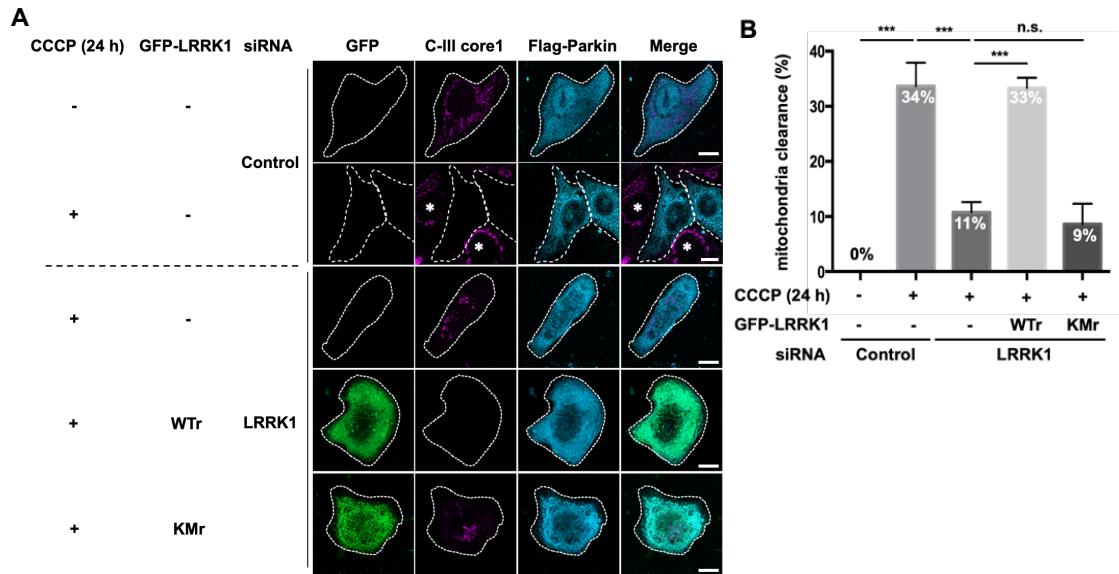 A
CCCP (24 h) GFP-LRRK1 siRNA GFP C-III core1 Flag-Parkin Merge
- -
Control
+ -
* *
* *
+ -
+ WTr LRRK1
+ KMr
B
n.s.
*** ***
***
mitochondria clearance (%)
40
30
20
10
0
0% 34% 11% 33% 9%
CCCP (24 h) - + + + +
GFP-LRRK1 - - - WTr KMr
siRNA Control LRRK1